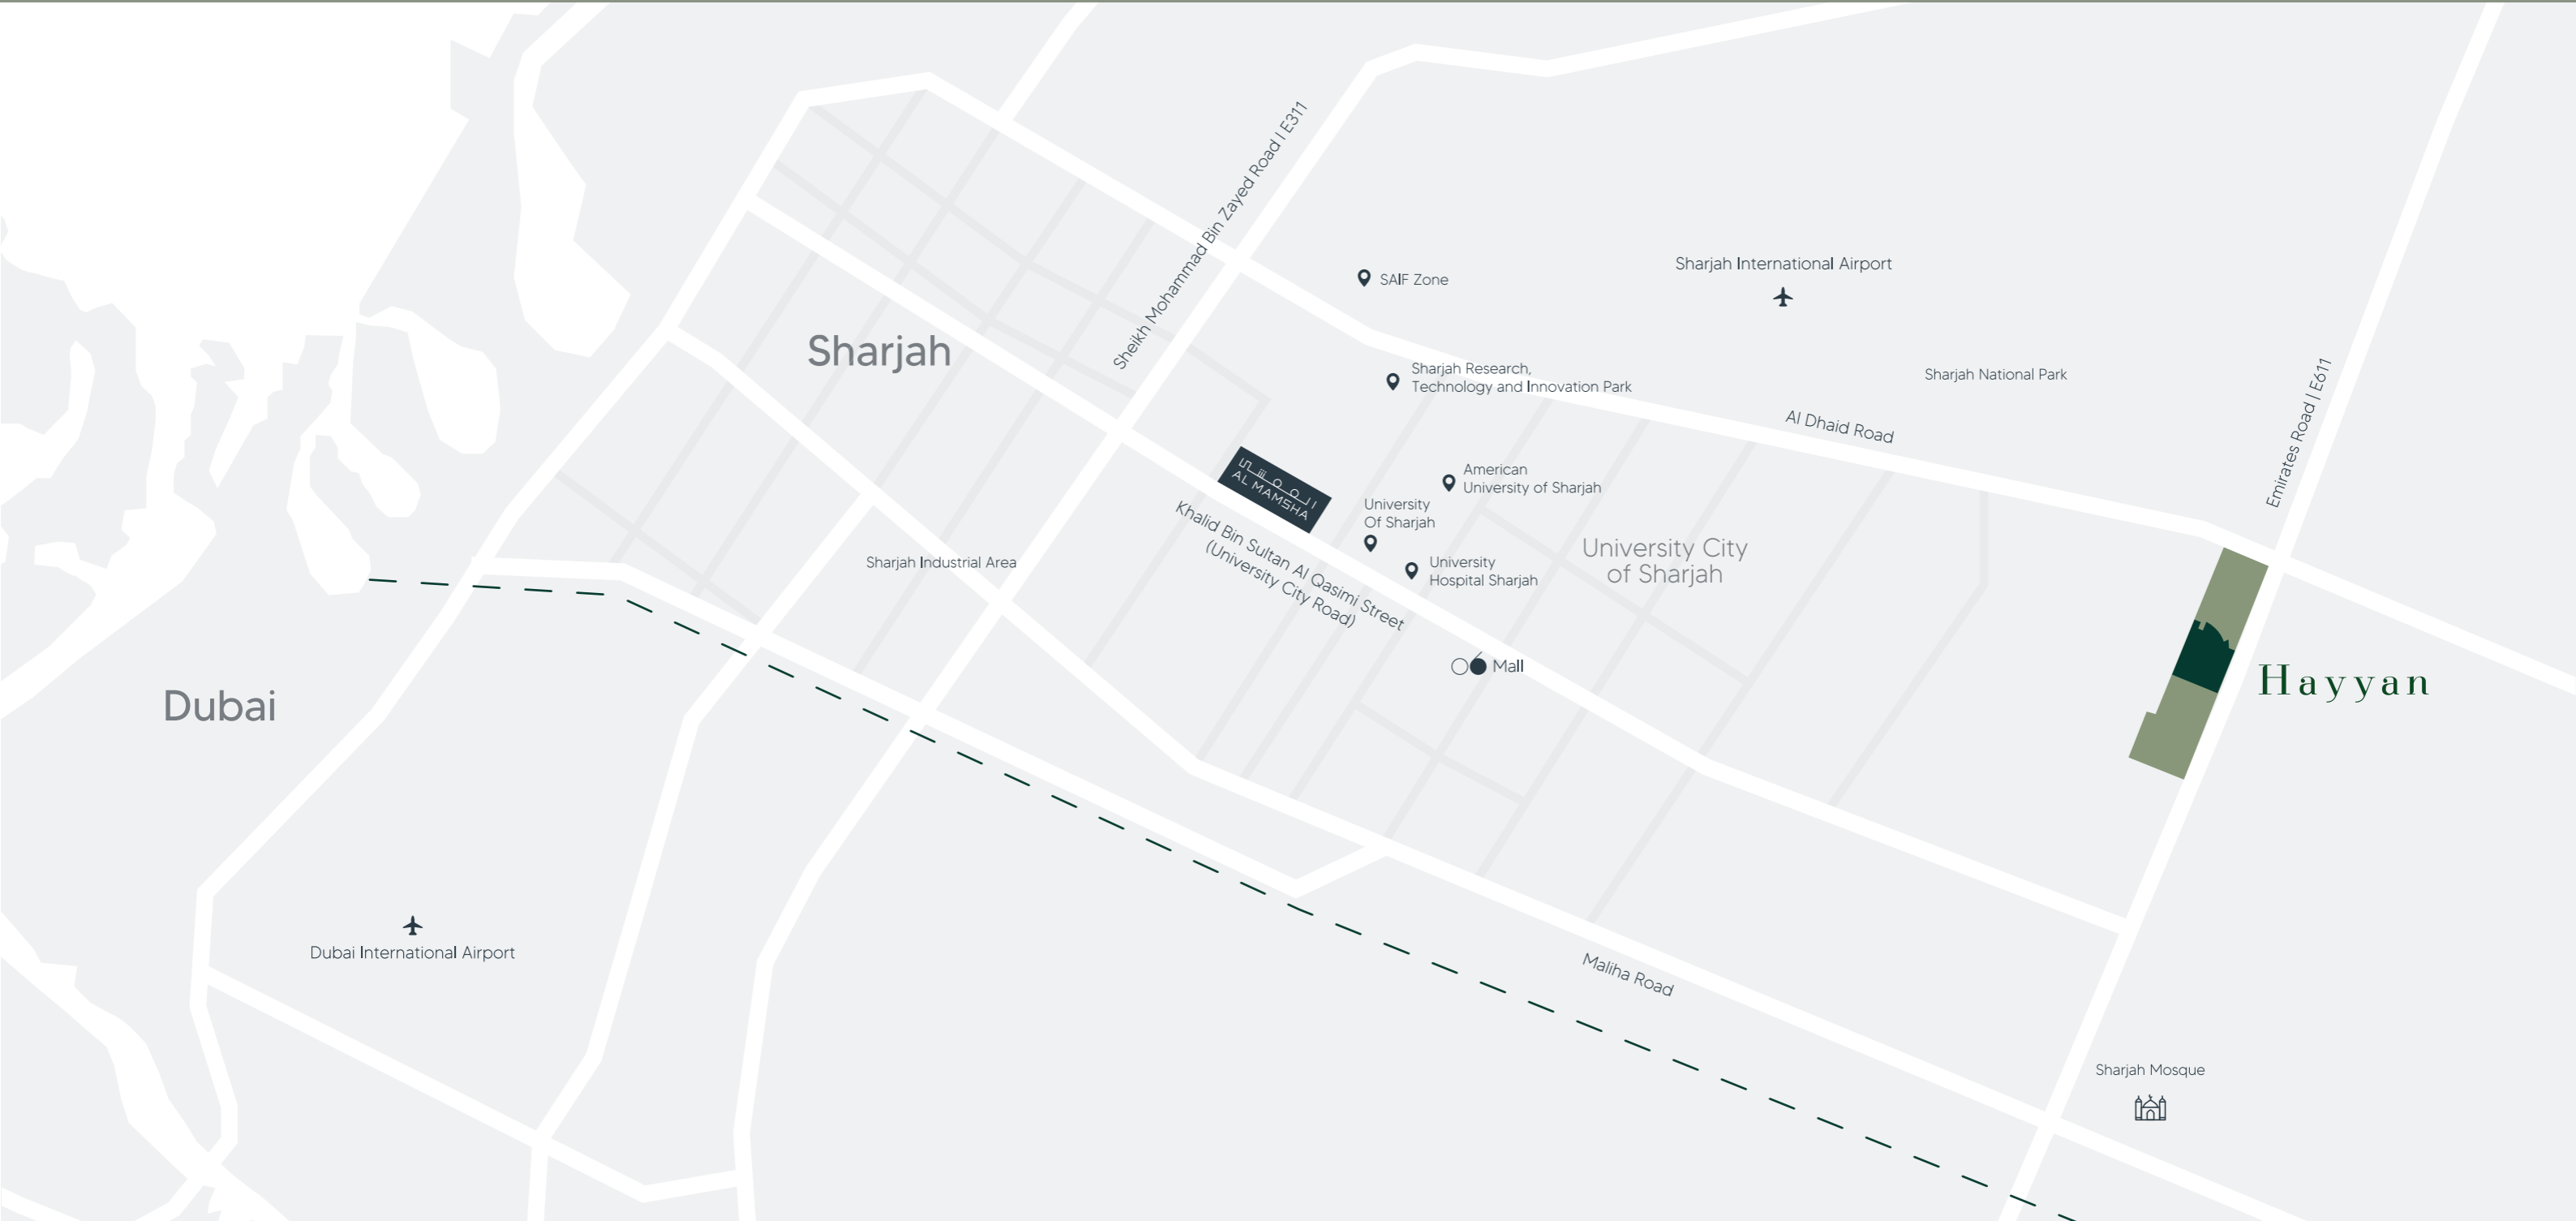 Sheikh Mohammad Bin Zayed Road | E311
SAIF Zone
Sharjah International Airport
Sharjah
Sharjah Research,
Technology and Innovation Park
Sharjah National Park
Emirates Road | E611
Al Dhaid Road
الممشى
AL MAMSHA
American
University of Sharjah
University
Of Sharjah
Khalid Bin Sultan Al Qasimi Street
(University City Road)
University City
of Sharjah
Sharjah Industrial Area
University
Hospital Sharjah
Mall
Hayyan
Dubai
Dubai International Airport
Maliha Road
Sharjah Mosque